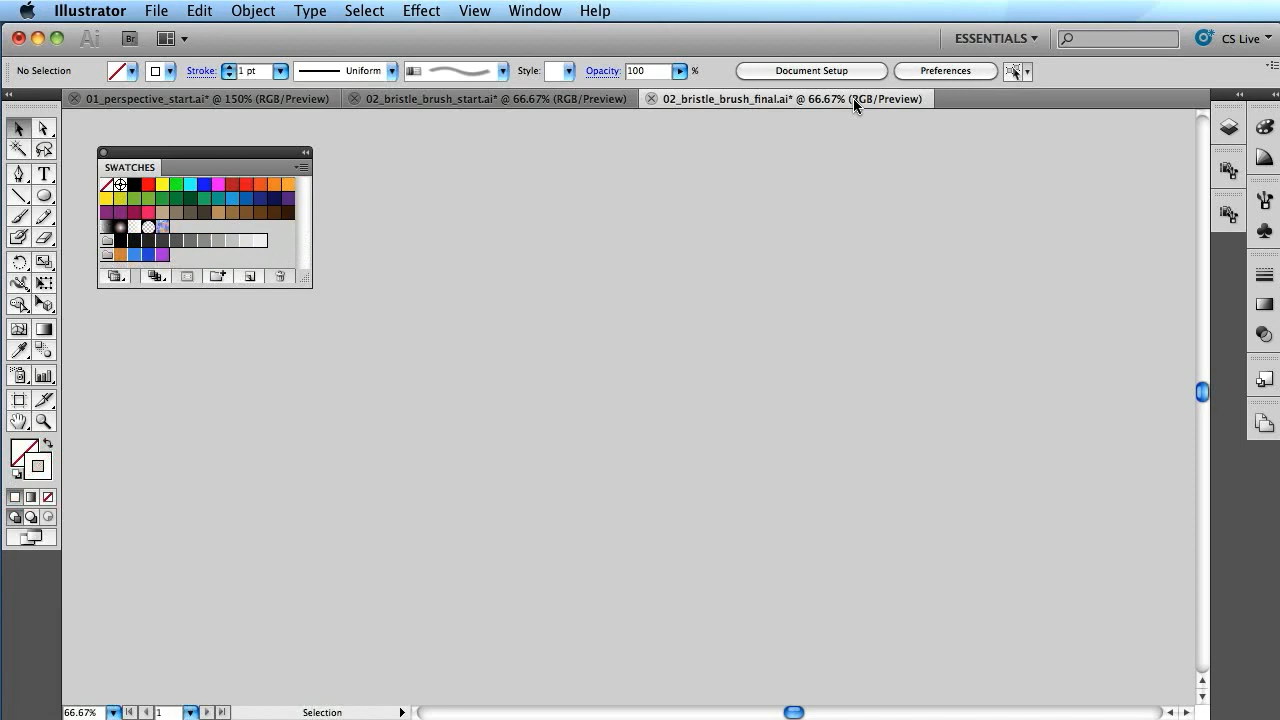 Illustrator File Edit Object Type Select Effect View Window Help
Ai Br ESSENTIALS CS Live
No Selection Stroke: 1 pt Uniform Style: Opacity: 100 % Document Setup Preferences
01_perspective_start.ai* @ 150% (RGB/Preview) 02_bristle_brush_start.ai* @ 66.67% (RGB/Preview) 02_bristle_brush_final.ai* @ 66.67% (RGB/Preview)
SWATCHES
T
66.67% 1 Selection